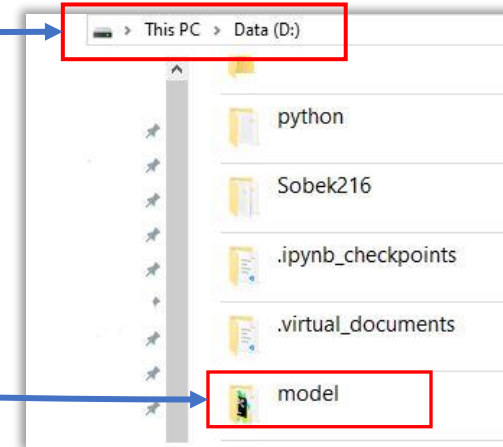 This PC > Data (D:)
python
Sobek216
.ipynb_checkpoints
.virtual_documents
model